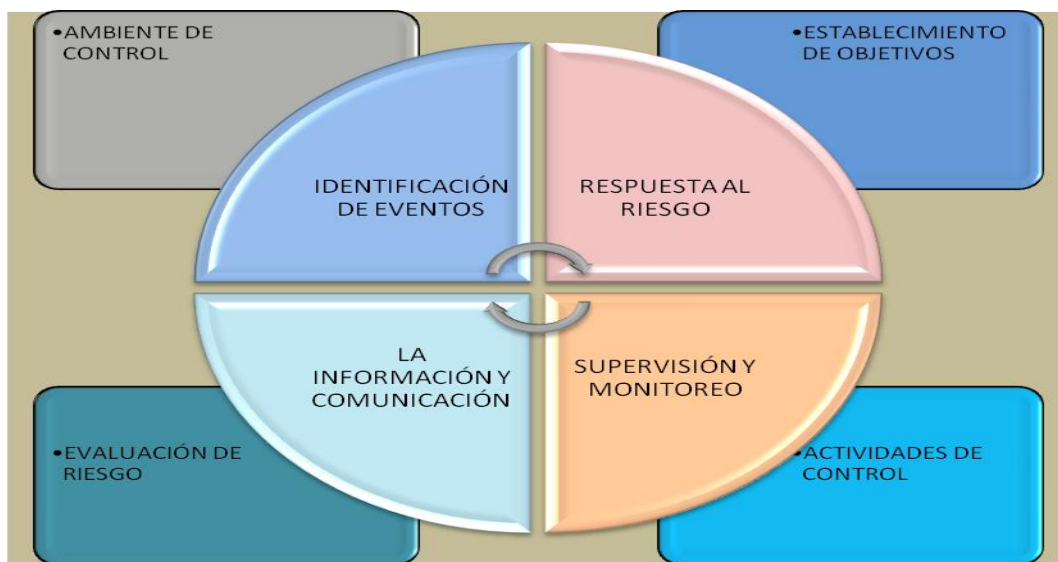 •AMBIENTE DE
CONTROL
•ESTABLECIMIENTO
DE OBJETIVOS
IDENTIFICACIÓN
DE EVENTOS
RESPUESTA AL
RIESGO
LA
INFORMACIÓN Y
COMUNICACIÓN
SUPERVISIÓN Y
MONITOREO
•EVALUACIÓN DE
RIESGO
•ACTIVIDADES DE
CONTROL